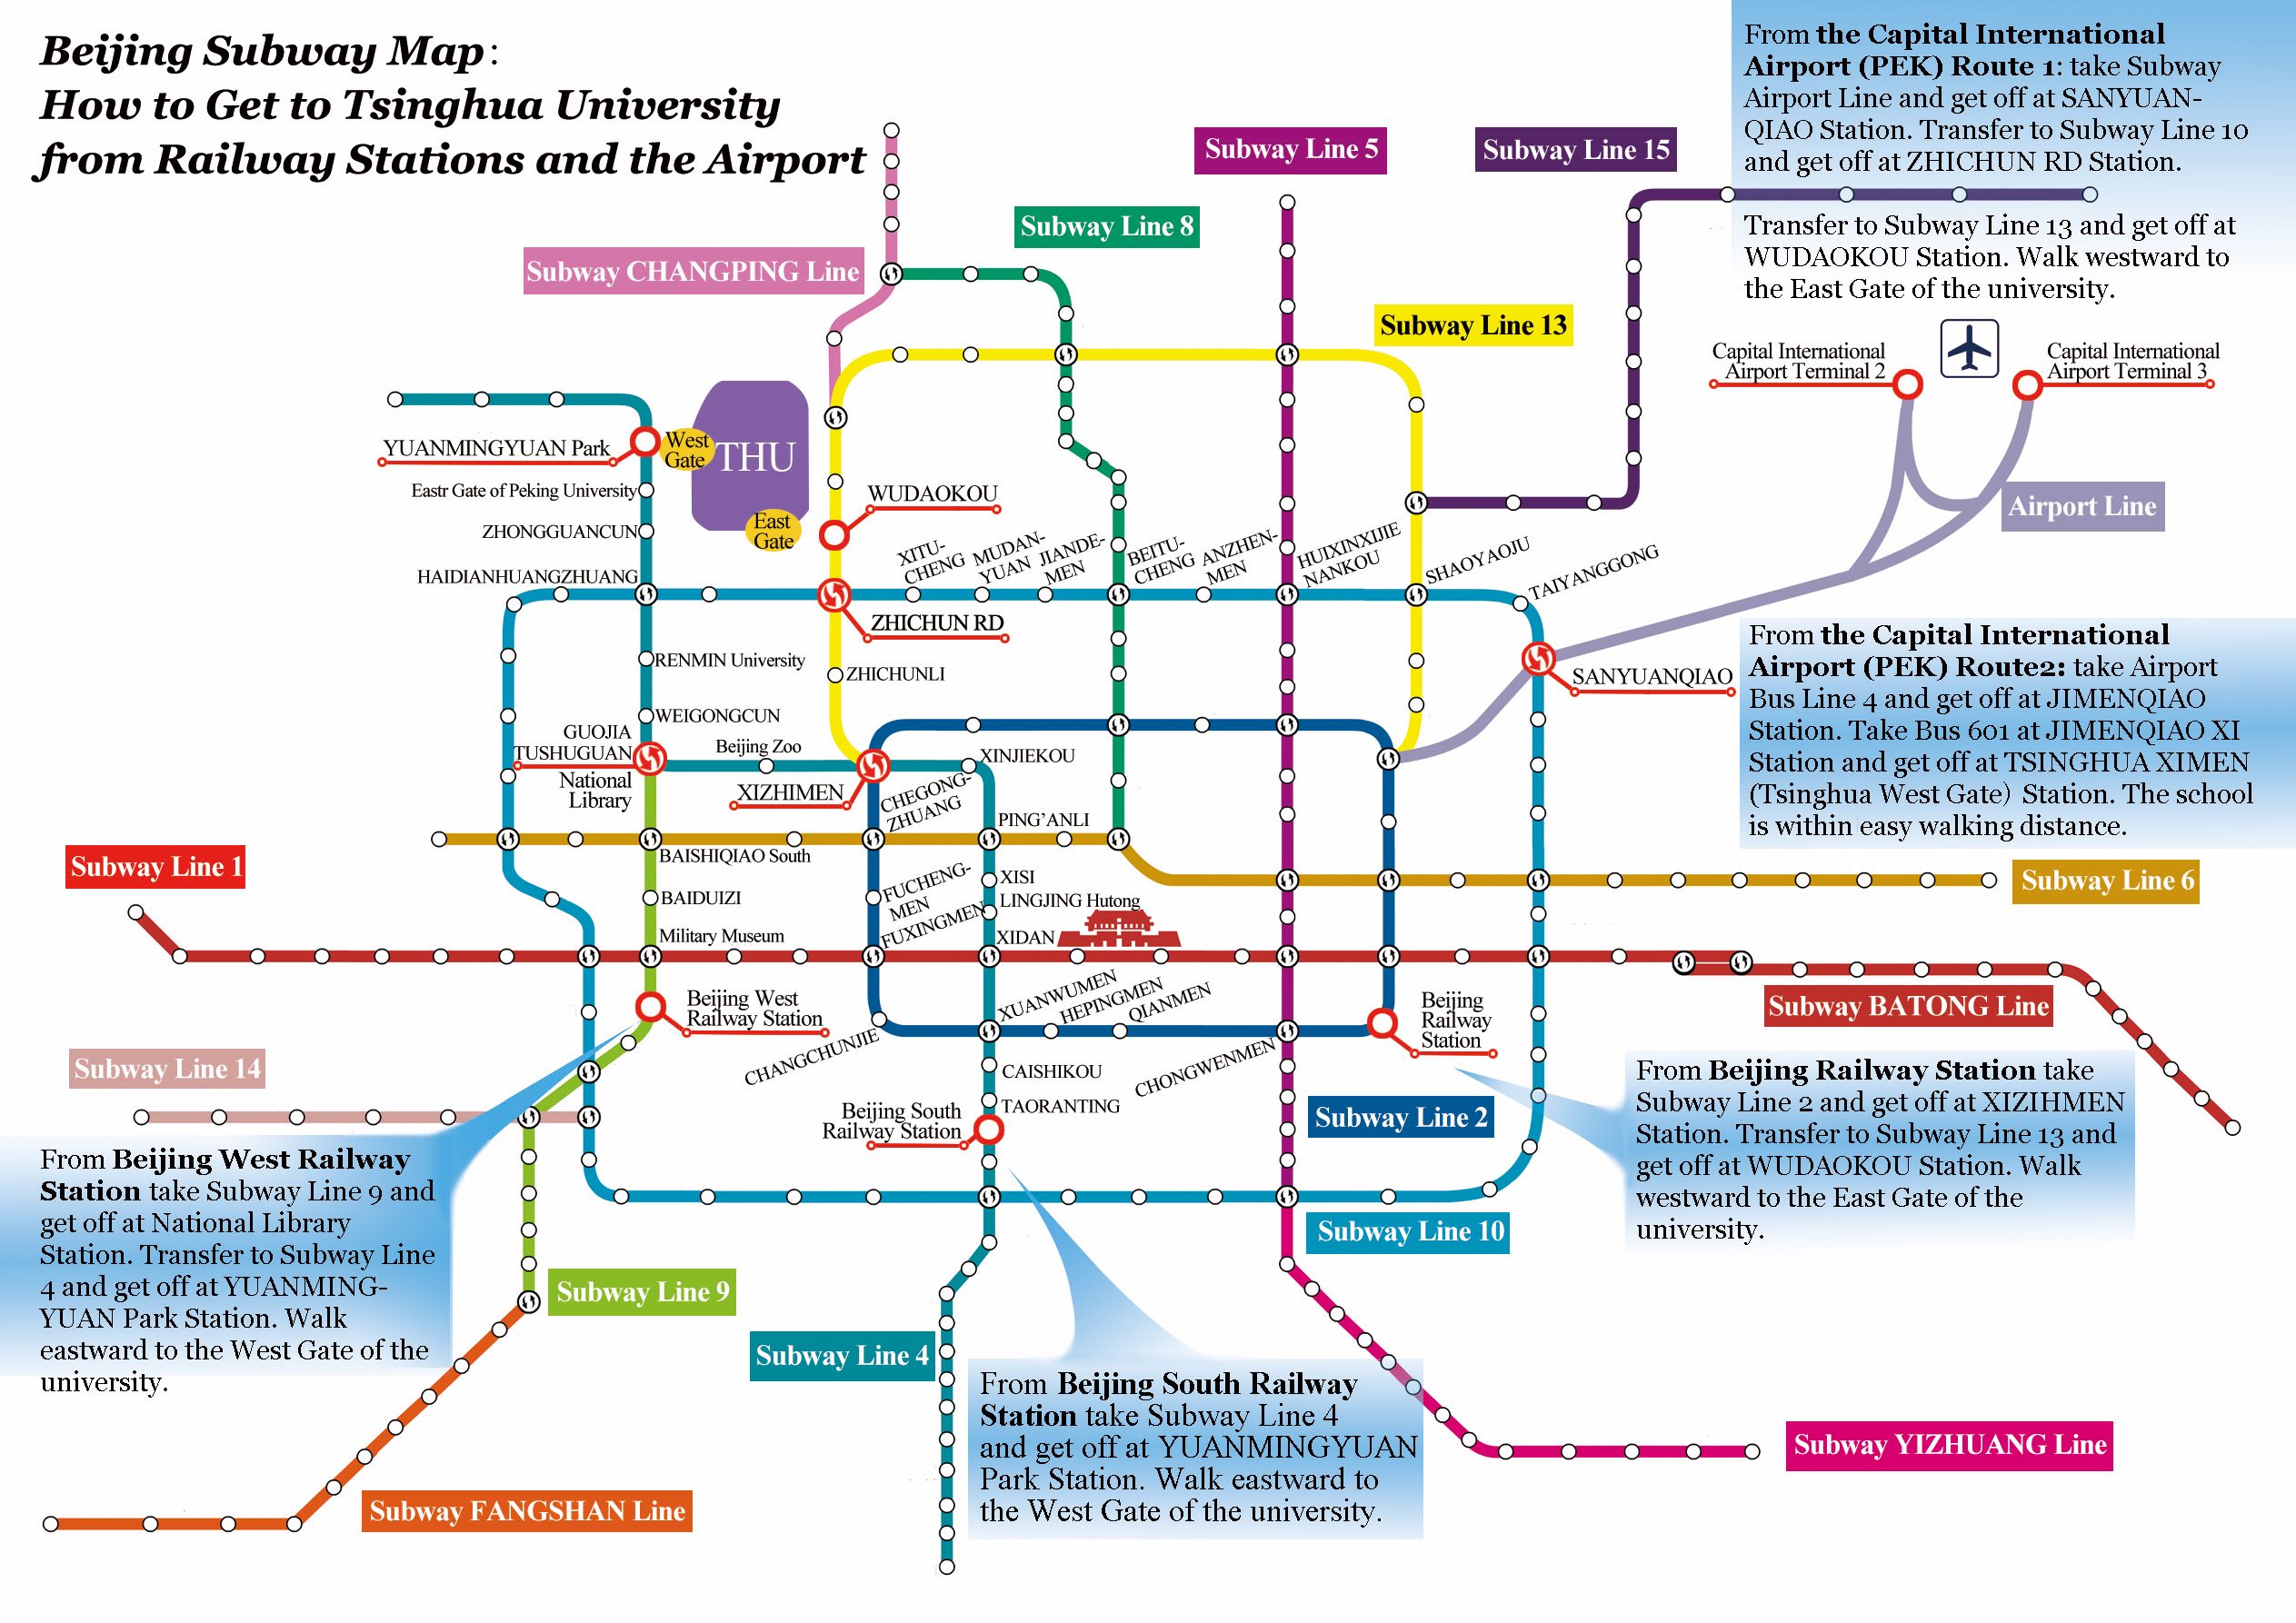 Beijing Subway Map:
How to Get to Tsinghua University
from Railway Stations and the Airport
From the Capital International
Airport (PEK) Route 1: take Subway
Airport Line and get off at SANYUAN-
QIAO Station. Transfer to Subway Line 10
and get off at ZHICHUN RD Station.
Transfer to Subway Line 13 and get off at
WUDAOKOU Station. Walk westward to
the East Gate of the university.
Subway Line 5
Subway Line 15
Subway Line 8
Subway CHANGPING Line
Subway Line 13
Capital International
Airport Terminal 2
Capital International
Airport Terminal 3
YUANMINGYUAN Park
West
Gate
THU
Eastr Gate of Peking University
WUDAOKOU
Airport Line
ZHONGGUANCUN
East
Gate
XITU-
CHENG
MUDAN-
YUAN
JIANDE-
MEN
BEITU-
CHENG
ANZHEN-
MEN
HUIXINXIJIE
NANKOU
SHAOYAOJU
TAIYANGGONG
HAIDIANHUANGZHUANG
ZHICHUN RD
RENMIN University
ZHICHUNLI
SANYUANQIAO
From the Capital International
Airport (PEK) Route2: take Airport
Bus Line 4 and get off at JIMENQIAO
Station. Take Bus 601 at JIMENQIAO XI
Station and get off at TSINGHUA XIMEN
(Tsinghua West Gate) Station. The school
is within easy walking distance.
WEIGONGCUN
GUOJIA
TUSHUGUAN
National
Library
Beijing Zoo
XINJIEKOU
XIZHIMEN
CHEGONG-
ZHUANG
PING'ANLI
BAISHIQIAO South
Subway Line 1
Subway Line 6
XISI
BAIDUIZI
FUCHENG-
MEN
LINGJING Hutong
Military Museum
FUXINGMEN
XIDAN
Beijing West
Railway Station
XUANWUMEN
HEPINGMEN
QIANMEN
Beijing
Railway
Station
Subway BATONG Line
CHANGCHUNJIE
CHONGWENMEN
Subway Line 14
CAISHIKOU
TAORANTING
Beijing South
Railway Station
Subway Line 2
From Beijing Railway Station take
Subway Line 2 and get off at XIZIHMEN
Station. Transfer to Subway Line 13 and
get off at WUDAOKOU Station. Walk
westward to the East Gate of the
university.
From Beijing West Railway
Station take Subway Line 9 and
get off at National Library
Station. Transfer to Subway Line
4 and get off at YUANMING-
YUAN Park Station. Walk
eastward to the West Gate of the
university.
Subway Line 10
Subway Line 9
Subway Line 4
From Beijing South Railway
Station take Subway Line 4
and get off at YUANMINGYUAN
Park Station. Walk eastward to
the West Gate of the university.
Subway YIZHUANG Line
Subway FANGSHAN Line